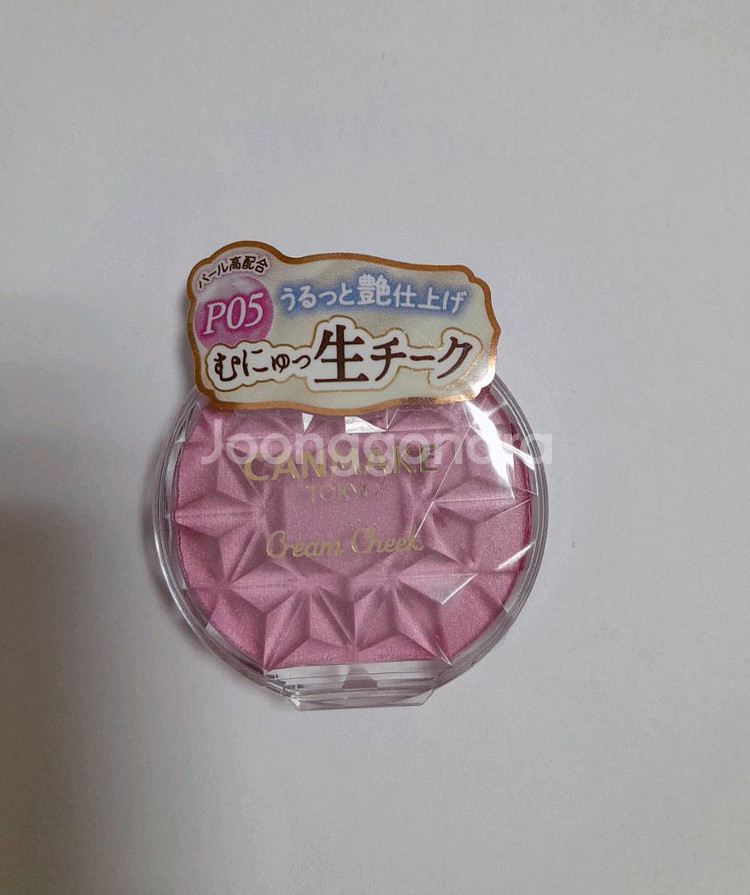 パール高配合
P05
うるっと艶仕上げ
むにゅっ生チーク
Joonggonara
CANMAKE
TOKYO
Cream Cheek